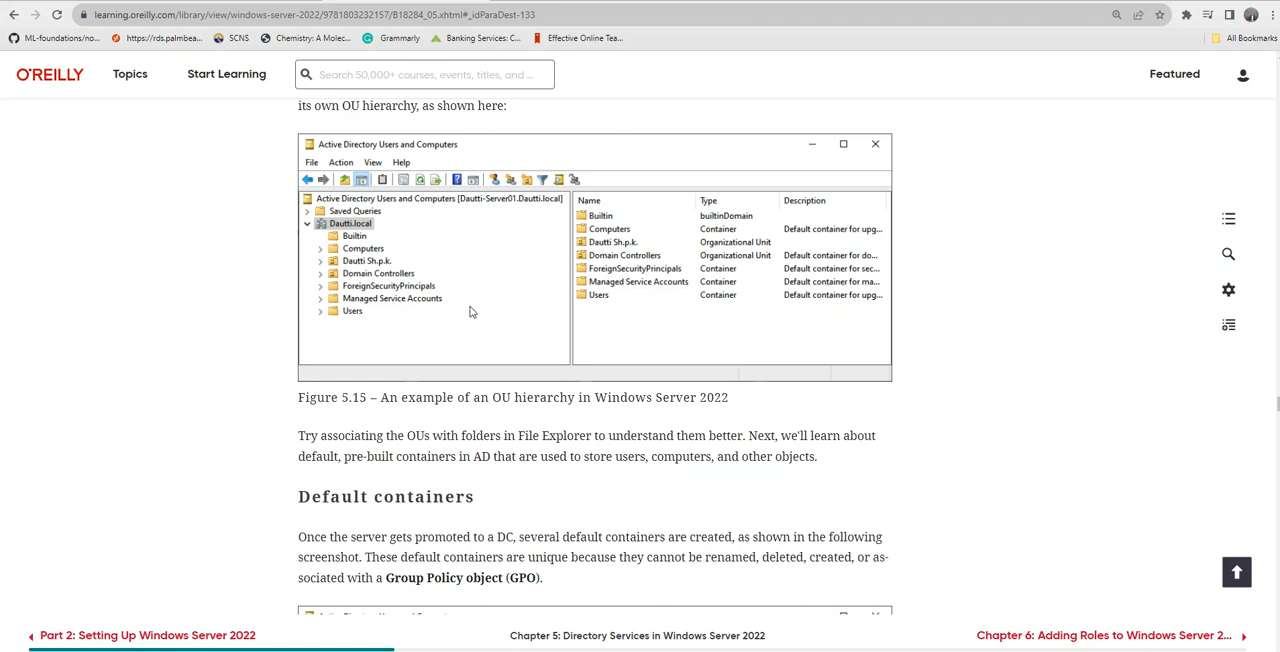 learning.oreilly.com/library/view/windows-server-2022/9781803232157/B18284_05.xhtml#_idParaDest-133
ML-foundations/no... https://rds.palmbea... SCNS Chemistry: A Molec... Grammarly Banking Services: C... Effective Online Tea... All Bookmarks
O'REILLY Topics Start Learning Search 50,000+ courses, events, titles, and ... Featured
its own OU hierarchy, as shown here:
Active Directory Users and Computers
File Action View Help
Active Directory Users and Computers [Dautti-Server01.Dautti.local]
Saved Queries
Dautti.local
Builtin
Computers
Dautti Sh.p.k.
Domain Controllers
ForeignSecurityPrincipals
Managed Service Accounts
Users
Name Type Description
Builtin builtinDomain
Computers Container Default container for upg...
Dautti Sh.p.k. Organizational Unit
Domain Controllers Organizational Unit Default container for do...
ForeignSecurityPrincipals Container Default container for sec...
Managed Service Accounts Container Default container for ma...
Users Container Default container for upg...
Figure 5.15 – An example of an OU hierarchy in Windows Server 2022
Try associating the OUs with folders in File Explorer to understand them better. Next, we'll learn about
default, pre-built containers in AD that are used to store users, computers, and other objects.
Default containers
Once the server gets promoted to a DC, several default containers are created, as shown in the following
screenshot. These default containers are unique because they cannot be renamed, deleted, created, or as-
sociated with a Group Policy object (GPO).
Part 2: Setting Up Windows Server 2022 Chapter 5: Directory Services in Windows Server 2022 Chapter 6: Adding Roles to Windows Server 2...